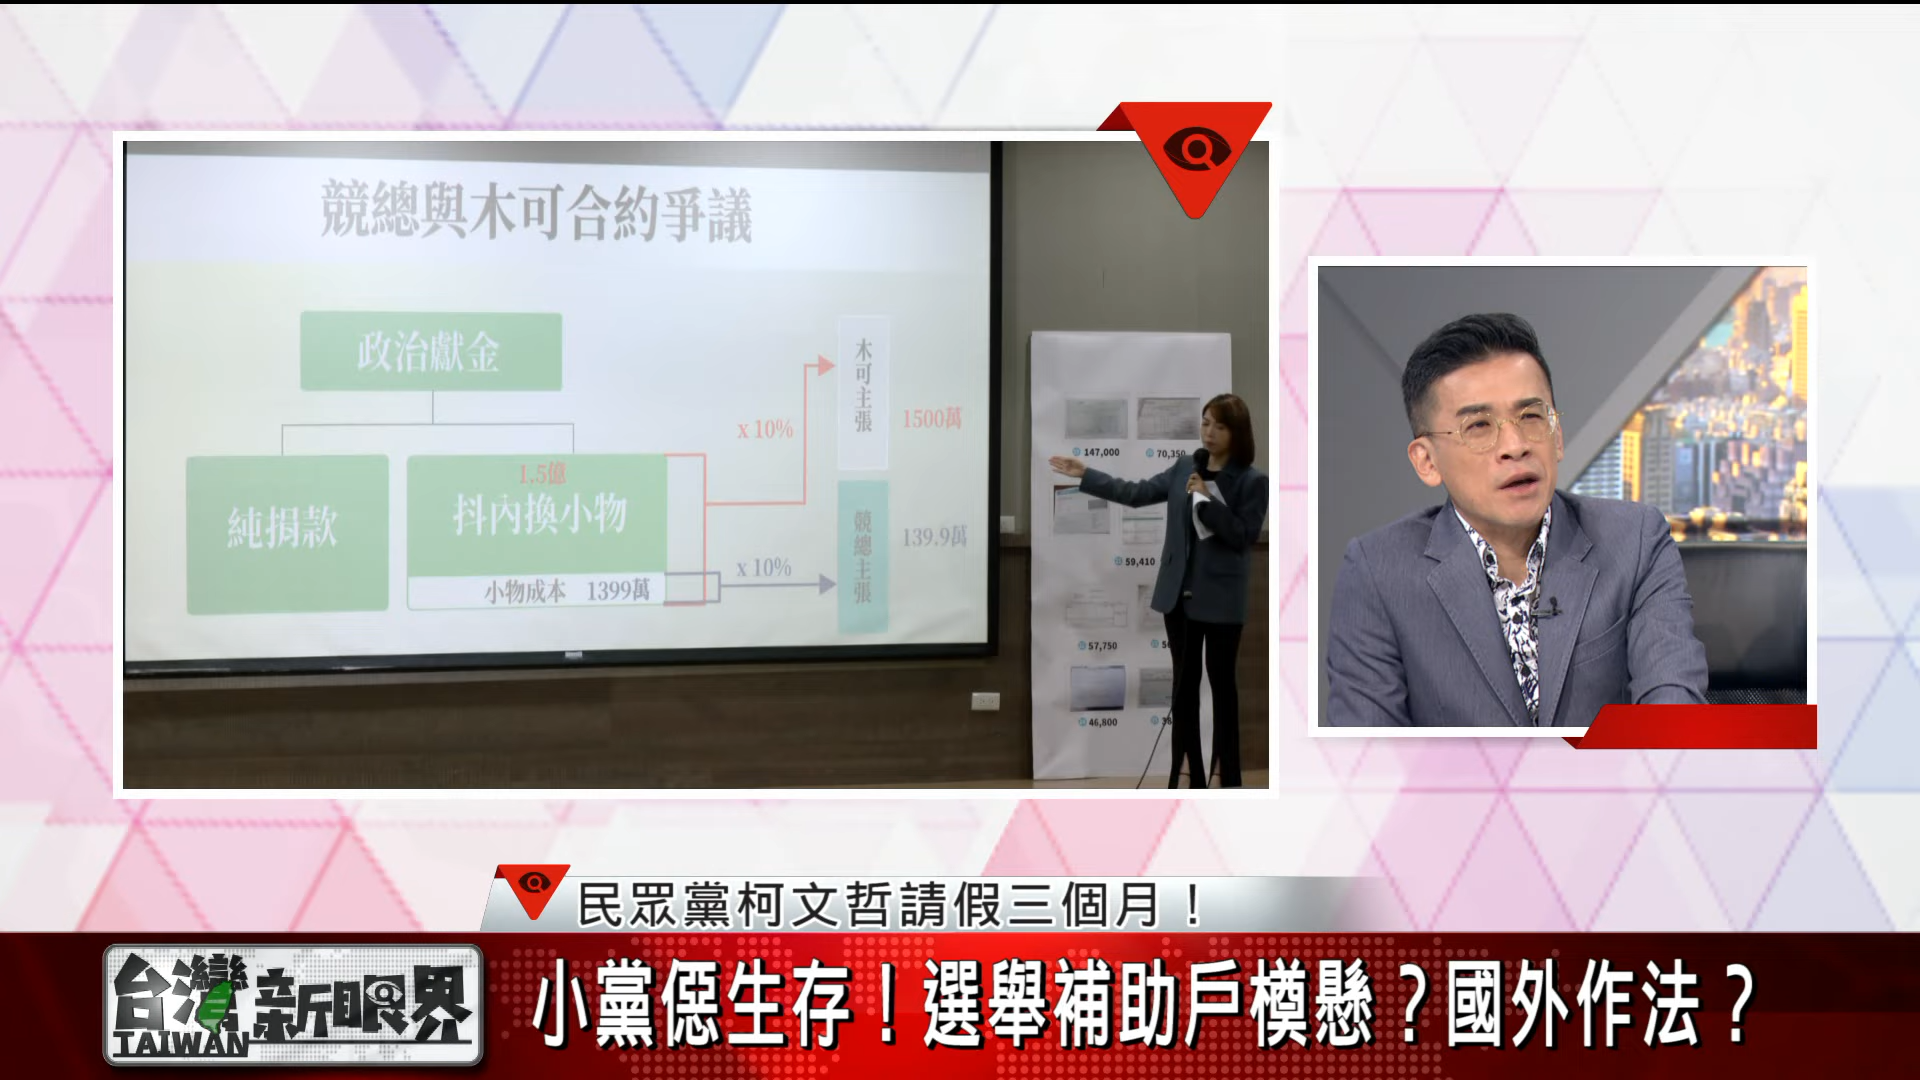 競總與木可合約爭議
政治獻金
純捐款
1.5億
抖內換小物
小物成本 1399萬
x 10%
x 10%
木可主張
1500萬
競總主張
139.9萬
147,000
70,350
59,410
57,750
46,800
民眾黨柯文哲請假三個月！
台灣新眼界
TAIWAN
小黨僫生存！選舉補助戶橂懸？國外作法？